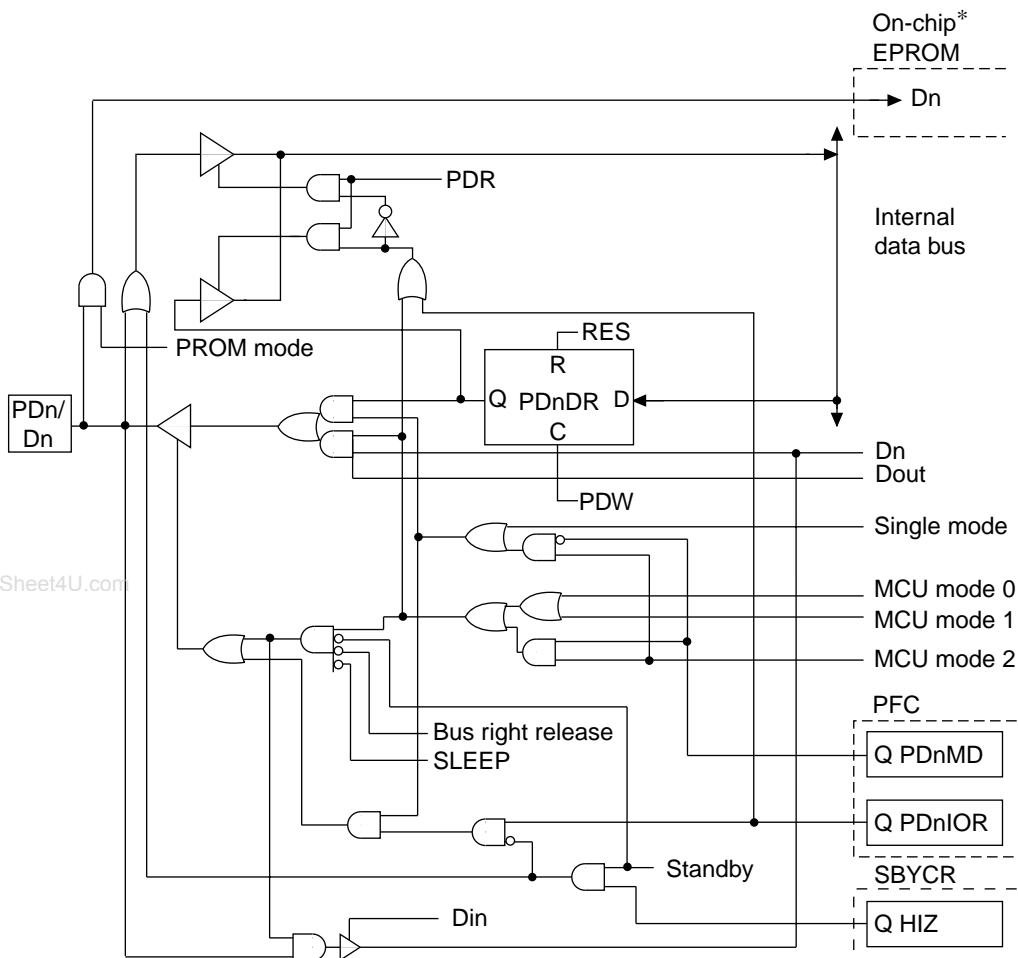 On-chip*
EPROM
Dn
PDR
Internal
data bus
PROM mode
RES
R
Q PDnDR D
C
PDn/
Dn
Dn
Dout
PDW
Single mode
Sheet4U.com
MCU mode 0
MCU mode 1
MCU mode 2
PFC
Bus right release
SLEEP
Q PDnMD
Q PDnIOR
Standby
SBYCR
Din
Q HIZ